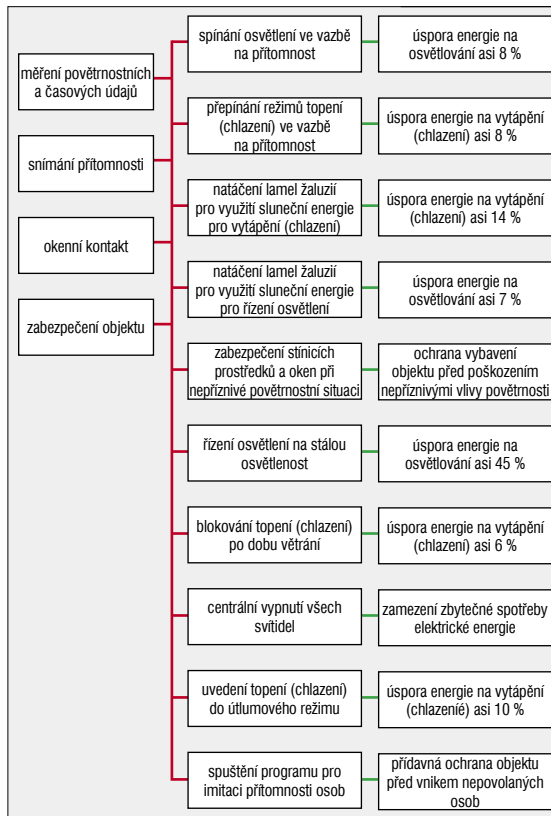 měření povětrnostních
a časových údajů
snímání přítomnosti
okenní kontakt
zabezpečení objektu
spínání osvětlení ve vazbě
na přítomnost
úspora energie na
osvětlování asi 8 %
přepínání režimů topení
(chlazení) ve vazbě
na přítomnost
úspora energie na vytápění
(chlazení) asi 8 %
natáčení lamel žaluzií
pro využití sluneční energie
pro vytápění (chlazení)
úspora energie na vytápění
(chlazení) asi 14 %
natáčení lamel žaluzií
pro využití sluneční energie
pro řízení osvětlení
úspora energie na
osvětlování asi 7 %
zabezpečení stínicích
prostředků a oken při
nepříznivé povětrnostní situaci
ochrana vybavení
objektu před poškozením
nepříznivými vlivy povětrnosti
řízení osvětlení na stálou
osvětlenost
úspora energie na
osvětlování asi 45 %
blokování topení (chlazení)
po dobu větrání
úspora energie na vytápění
(chlazení) asi 6 %
centrální vypnutí všech
svítidel
zamezení zbytečné spotřeby
elektrické energie
uvedení topení (chlazení)
do útlumového režimu
úspora energie na vytápění
(chlazeníé) asi 10 %
spuštění programu pro
imitaci přítomnosti osob
přídavná ochrana objektu
před vnikem nepovolaných
osob